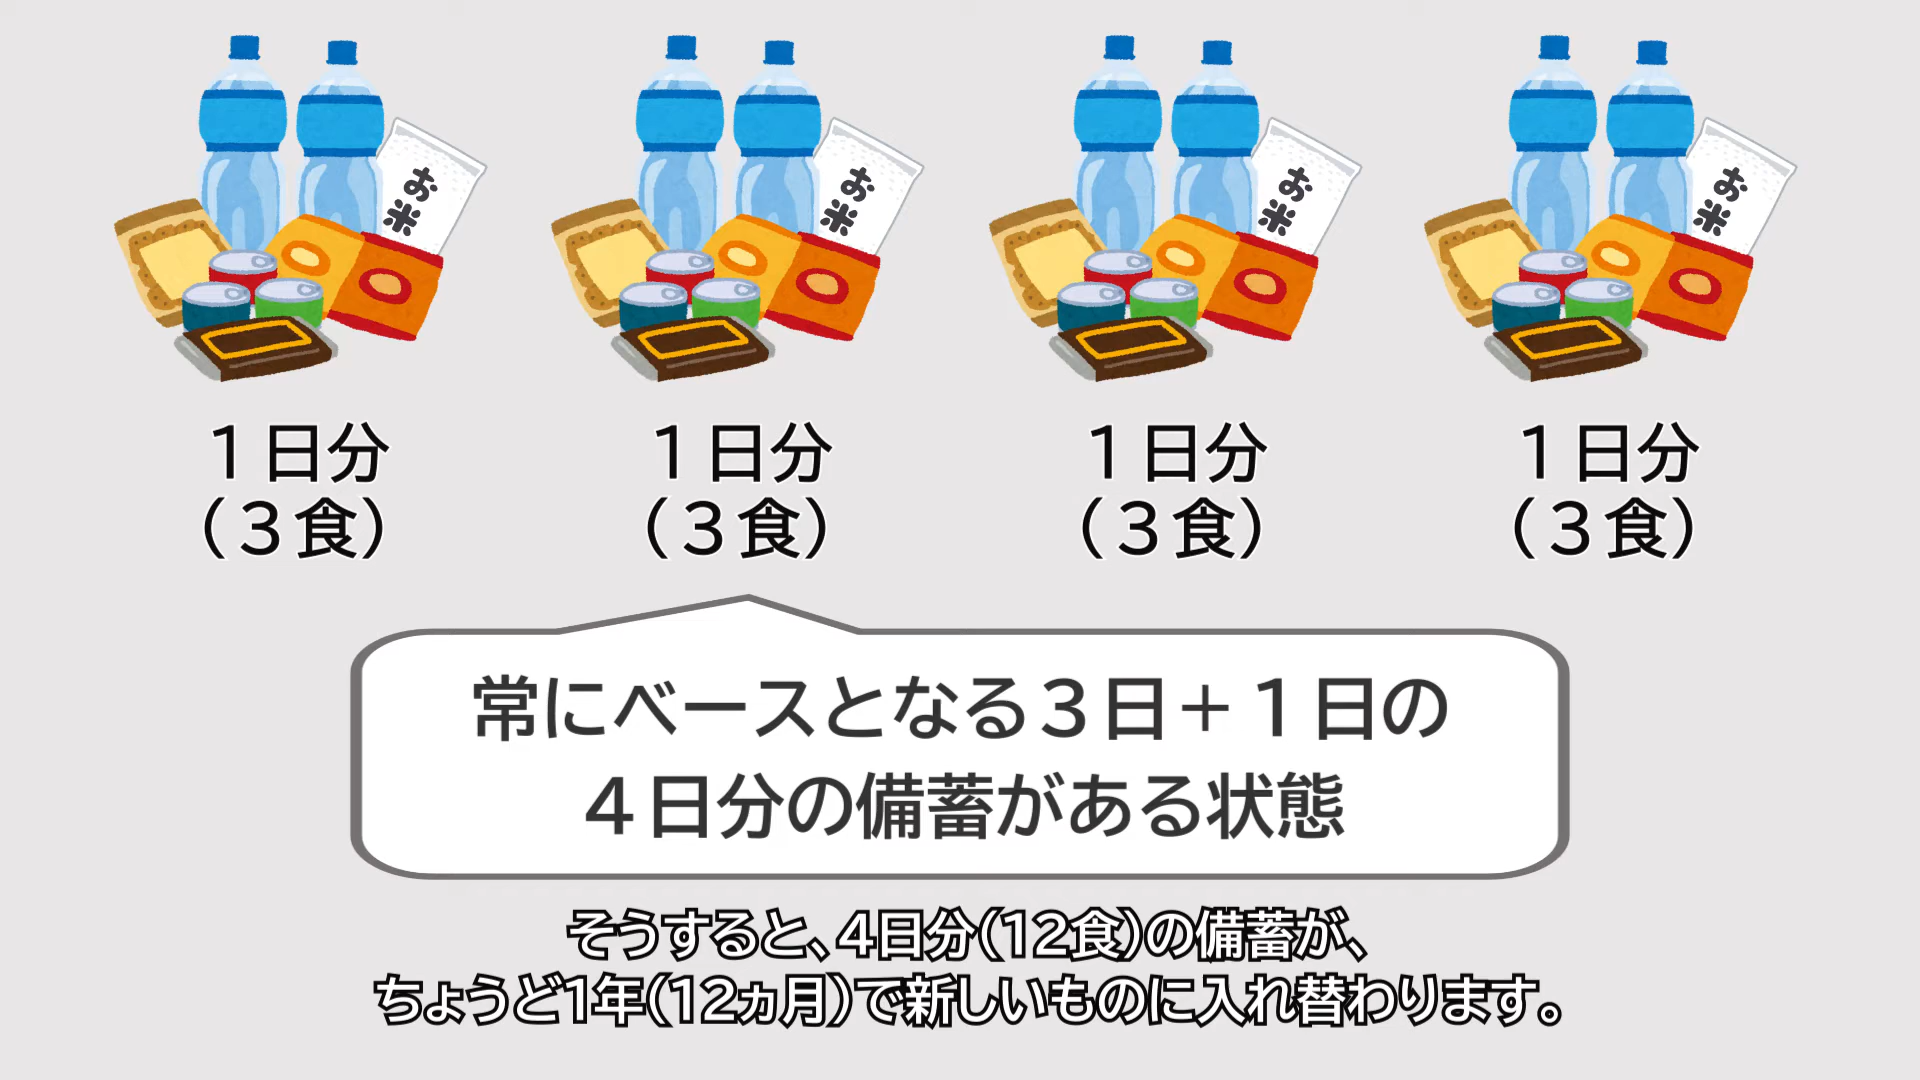 お米
お米
お米
お米
１日分
（３食）
１日分
（３食）
１日分
（３食）
１日分
（３食）
常にベースとなる３日＋１日の
４日分の備蓄がある状態
そうすると、4日分（12食）の備蓄が、
ちょうど1年（12ヵ月）で新しいものに入れ替わります。